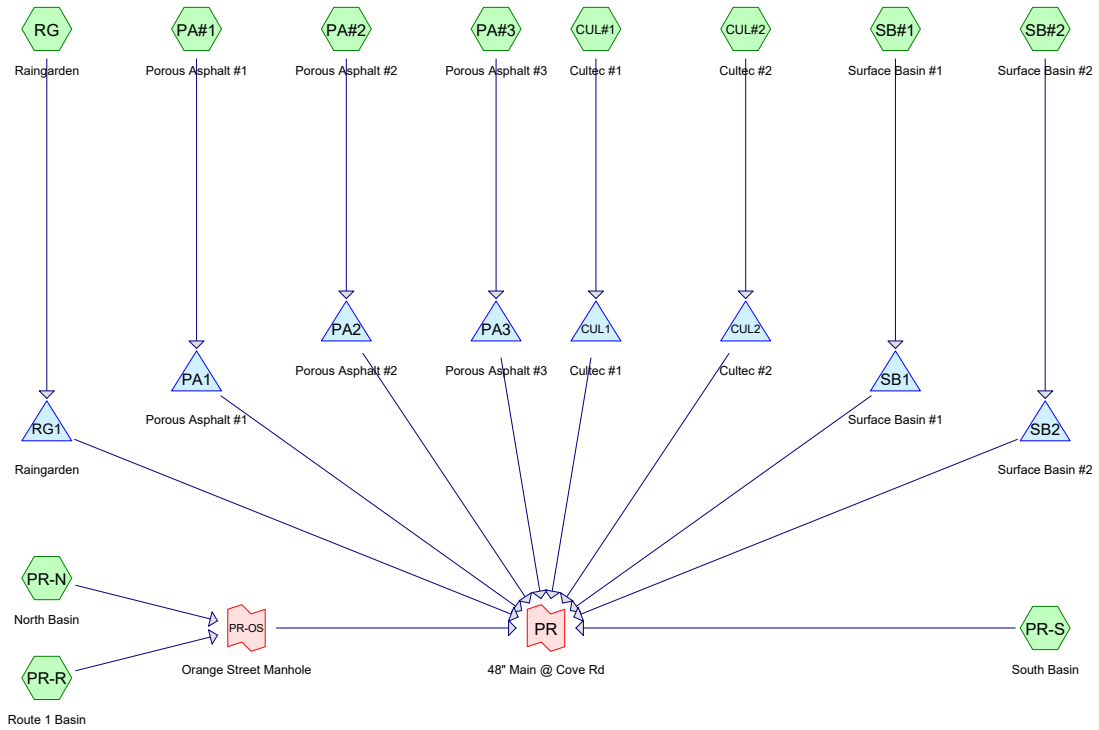 RG
PA#1
PA#2
PA#3
CUL#1
CUL#2
SB#1
SB#2
Raingarden
Porous Asphalt #1
Porous Asphalt #2
Porous Asphalt #3
Cultec #1
Cultec #2
Surface Basin #1
Surface Basin #2
PA2
PA3
CUL1
CUL2
Porous Asphalt #2
Porous Asphalt #3
Cultec #1
Cultec #2
PA1
SB1
Porous Asphalt #1
Surface Basin #1
RG1
SB2
Raingarden
Surface Basin #2
PR-N
North Basin
PR-OS
PR
PR-S
Orange Street Manhole
48" Main @ Cove Rd
South Basin
PR-R
Route 1 Basin